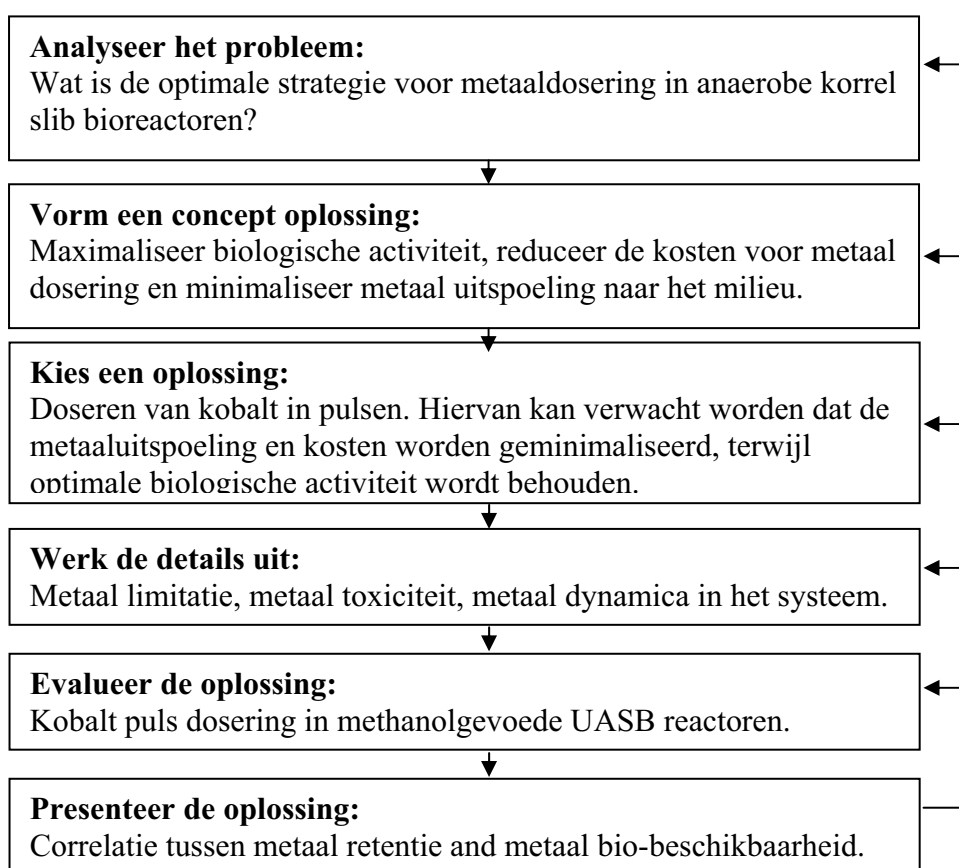 Analyseer het probleem:
Wat is de optimale strategie voor metaaldosering in anaerobe korrel
slib bioreactoren?
Vorm een concept oplossing:
Maximaliseer biologische activiteit, reduceer de kosten voor metaal
dosering en minimaliseer metaal uitspoeling naar het milieu.
Kies een oplossing:
Doseren van kobalt in pulsen. Hiervan kan verwacht worden dat de
metaaluitspoeling en kosten worden geminimaliseerd, terwijl
optimale biologische activiteit wordt behouden.
Werk de details uit:
Metaal limitatie, metaal toxiciteit, metaal dynamica in het systeem.
Evalueer de oplossing:
Kobalt puls dosering in methanolgevoede UASB reactoren.
Presenteer de oplossing:
Correlatie tussen metaal retentie and metaal bio-beschikbaarheid.